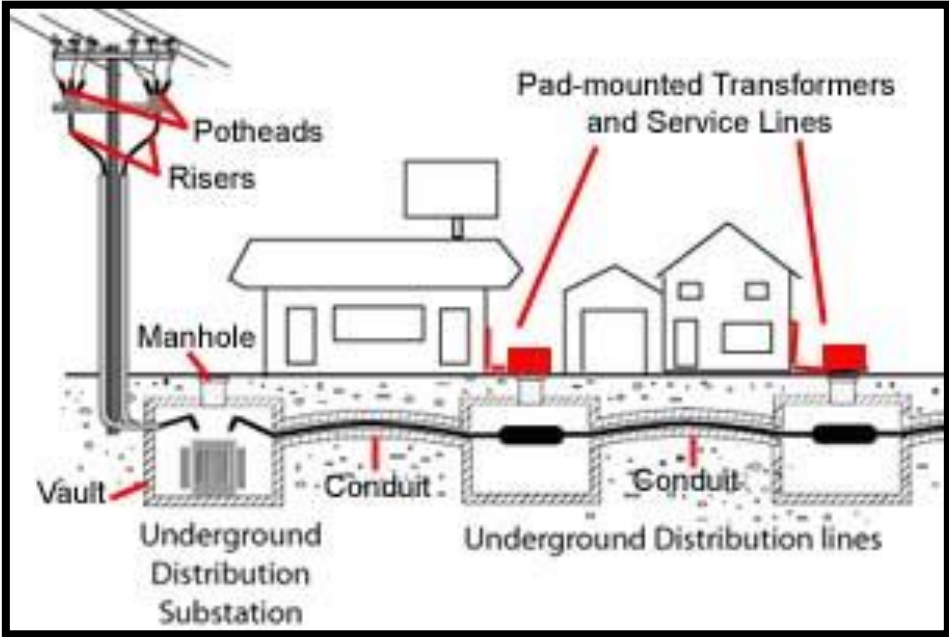 Pad-mounted Transformers
and Service Lines
Potheads
Risers
Manhole
Vault
Conduit
Conduit
Underground
Distribution
Substation
Underground Distribution lines